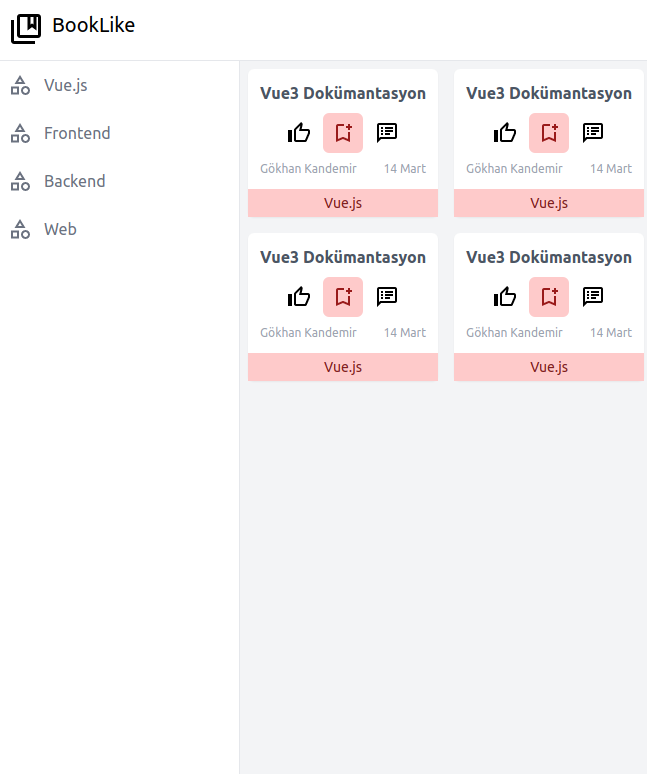 BookLike
Vue.js
Frontend
Backend
Web
Vue3 Dokümantasyon
Gökhan Kandemir 14 Mart
Vue.js
Vue3 Dokümantasyon
Gökhan Kandemir 14 Mart
Vue.js
Vue3 Dokümantasyon
Gökhan Kandemir 14 Mart
Vue.js
Vue3 Dokümantasyon
Gökhan Kandemir 14 Mart
Vue.js